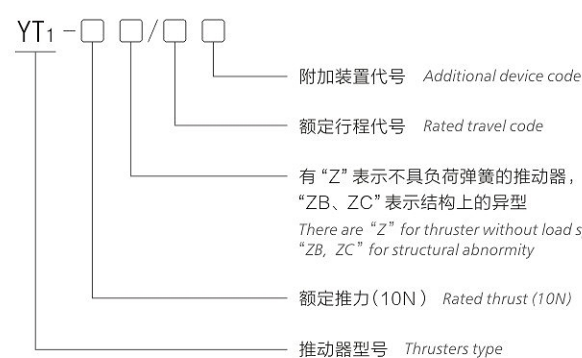 YT1-□ □/□ □
附加装置代号 Additional device code
额定行程代号 Rated travel code
有“Z”表示不具负荷弹簧的推动器，
“ZB、ZC”表示结构上的异型
There are “Z” for thruster without load
“ZB, ZC” for structural abnormity
额定推力(10N) Rated thrust (10N)
推动器型号 Thrusters type